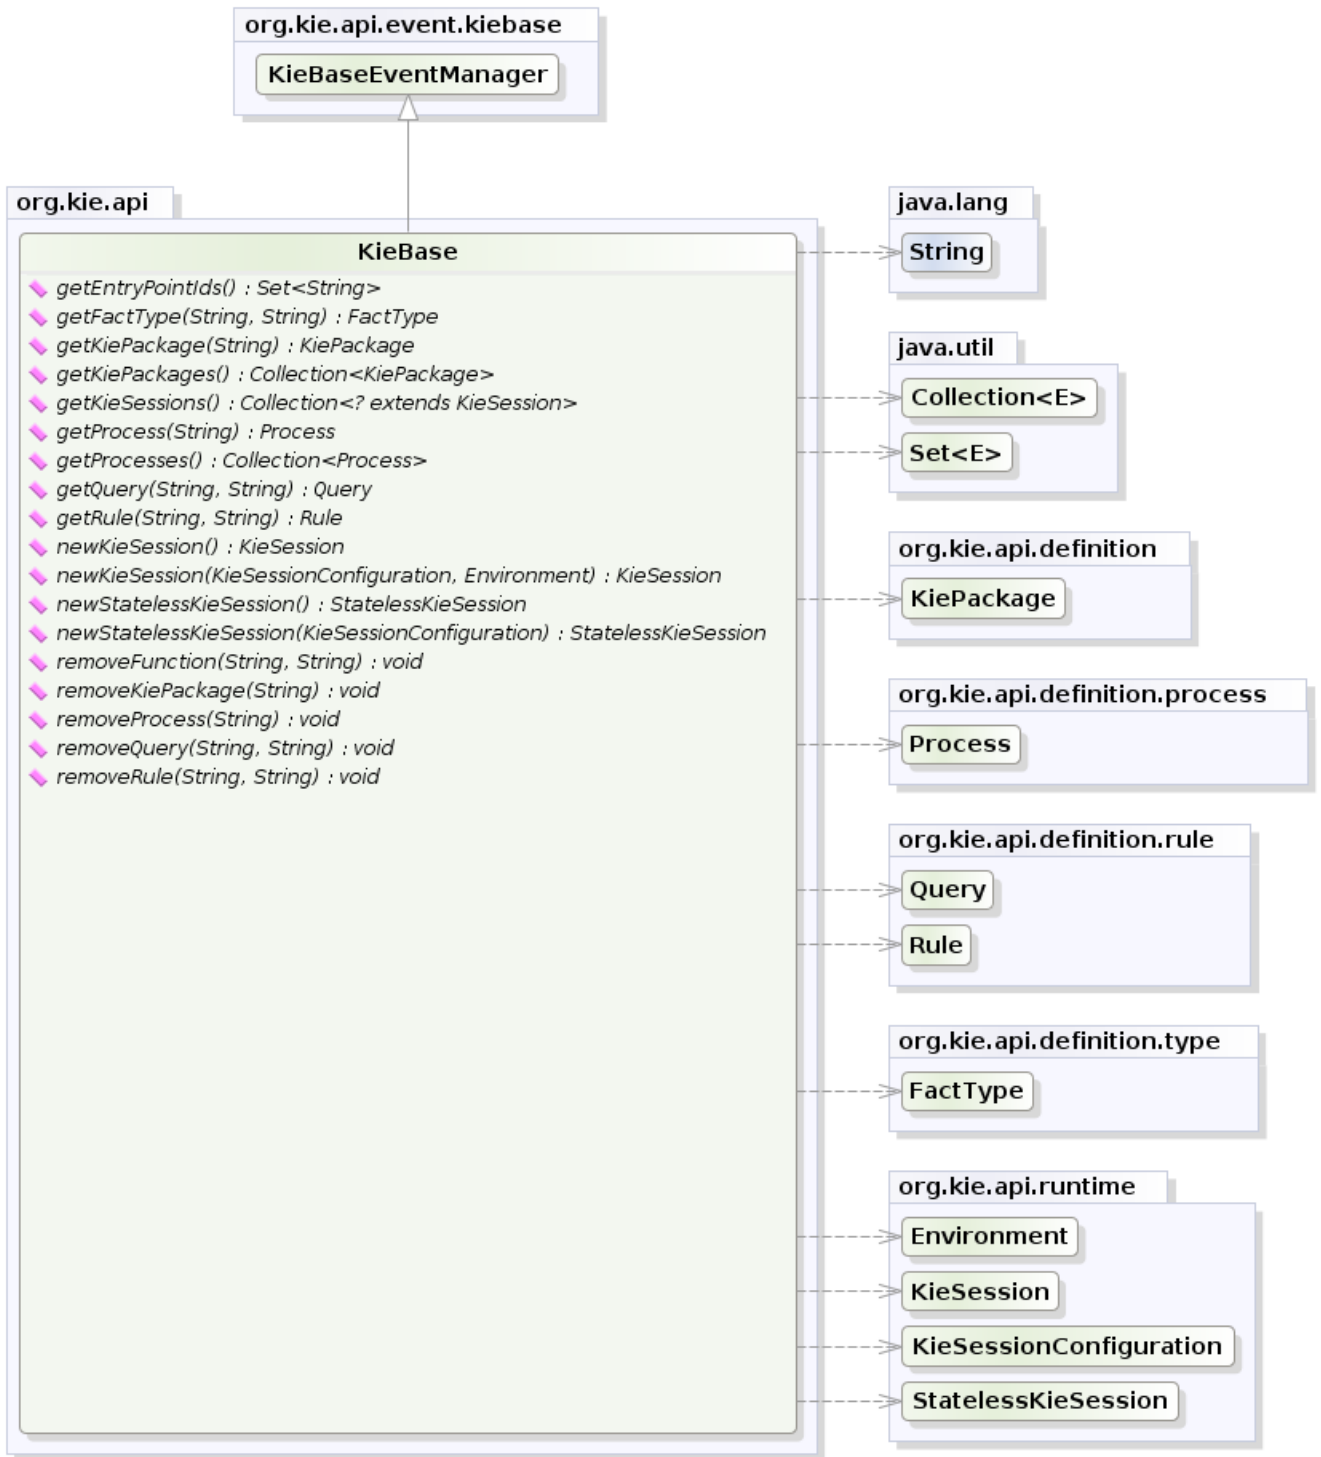 org.kie.api.event.kiebase
KieBaseEventManager
org.kie.api
KieBase
getEntryPointIds() : Set<String>
getFactType(String, String) : FactType
getKiePackage(String) : KiePackage
getKiePackages() : Collection<KiePackage>
getKieSessions() : Collection<? extends KieSession>
getProcess(String) : Process
getProcesses() : Collection<Process>
getQuery(String, String) : Query
getRule(String, String) : Rule
newKieSession() : KieSession
newKieSession(KieSessionConfiguration, Environment) : KieSession
newStatelessKieSession() : StatelessKieSession
newStatelessKieSession(KieSessionConfiguration) : StatelessKieSession
removeFunction(String, String) : void
removeKiePackage(String) : void
removeProcess(String) : void
removeQuery(String, String) : void
removeRule(String, String) : void
java.lang
String
java.util
Collection<E>
Set<E>
org.kie.api.definition
KiePackage
org.kie.api.definition.process
Process
org.kie.api.definition.rule
Query
Rule
org.kie.api.definition.type
FactType
org.kie.api.runtime
Environment
KieSession
KieSessionConfiguration
StatelessKieSession